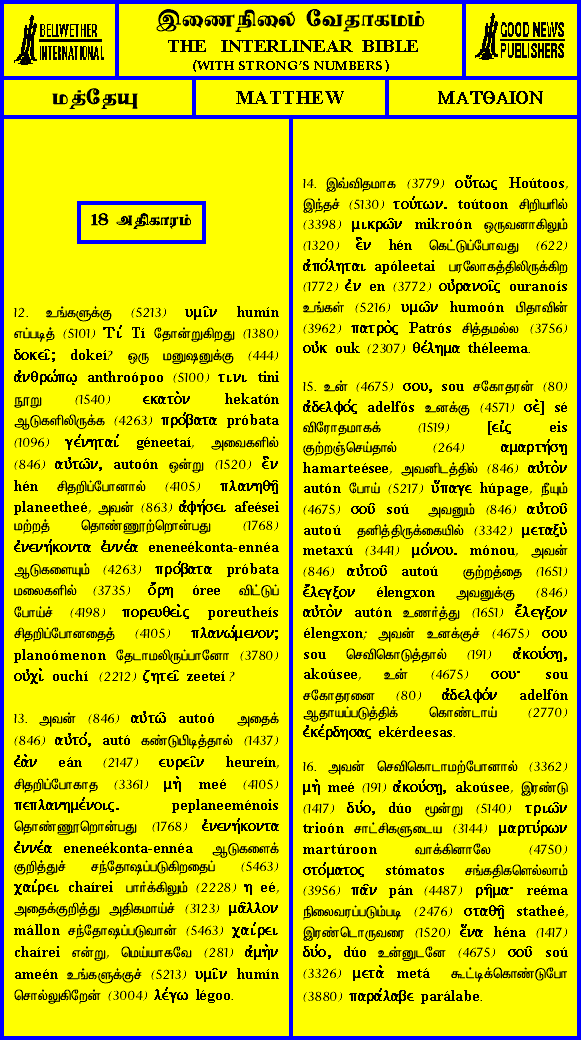 BELLWETHER
INTERNATIONAL
இணைநிலை வேதாகமம்
THE INTERLINEAR BIBLE
(WITH STRONG'S NUMBERS)
GOOD NEWS
PUBLISHERS
மத்தேயு
MATTHEW
ΜΑΤΘΑΙΟΝ
18 அதிகாரம்
12. உங்களுக்கு (5213) υμῖν humín
எப்படித் (5101) Τί Tí தோன்றுகிறது (1380)
δοκεῖ; dokeí? ஒரு மனுஷனுக்கு (444)
ἀνθρώπῳ anthroópoo (5100) τινι tini
நூறு (1540) εκατὸν hekatón
ஆடுகளிலிருக்க (4263) πρόβατα próbata
(1096) γένηταί géneetaí, அவைகளில்
(846) αὐτῶν, autoón ஒன்று (1520) ἓν
hén சிதறிப்போனால் (4105) πλανηθῇ
planeetheé, அவன் (863) ἀφήσει afeései
மற்றத் தொண்ணூற்றொன்பது (1768)
ἐνενήκοντα ἐννέα eneneékonta-ennéa
ஆடுகளையும் (4263) πρόβατα próbata
மலைகளில் (3735) ὄρη óree விட்டுப்
போய்ச் (4198) πορευθεὶς poreutheís
சிதறிப்போனதைத் (4105) πλανώμενον;
planoómenon தேடாமலிருப்பானோ (3780)
οὐχὶ ouchí (2212) ζητεῖ zeeteí?
13. அவன் (846) αὐτῶ autoó அதைக்
(846) αὐτό, autó கண்டுபிடித்தால் (1437)
ἐὰν eán (2147) ευρεῖν heureín,
சிதறிப்போகாத (3361) μὴ meé (4105)
πεπλανημένοις. peplaneeménois
தொண்ணூறொன்பது (1768) ἐνενήκοντα
ἐννέα eneneékonta-ennéa ஆடுகளைக்
குறித்துச் சந்தோஷப்படுகிறதைப் (5463)
χαίρει chaírei பார்க்கிலும் (2228) η eé,
அதைக்குறித்து அதிகமாய்ச் (3123) μᾶλλον
mállon சந்தோஷப்படுவான் (5463) χαίρει
chaírei என்று, மெய்யாகவே (281) ἀμὴν
ameén உங்களுக்குச் (5213) υμῖν humín
சொல்லுகிறேன் (3004) λέγω légoo.
14. இவ்விதமாக (3779) οὕτως Hoútoos,
இந்தச் (5130) τούτων. toútoon சிறியரில்
(3398) μικρῶν mikroón ஒருவனாகிலும்
(1320) ἓν hén கெட்டுப்போவது (622)
ἀπόληται apóleetai பரலோகத்திலிருக்கிற
(1772) ἐν en (3772) οὐρανοῖς ouranoís
உங்கள் (5216) υμῶν humoón பிதாவின்
(3962) πατρὸς Patrós சித்தமல்ல (3756)
οὐκ ouk (2307) θέλημα théleema.
15. உன் (4675) σου, sou சகோதரன் (80)
ἀδελφός adelfós உனக்கு (4571) σὲ] sé
விரோதமாகக் (1519) [εἰς eis
குற்றஞ்செய்தால் (264) αμαρτήσῃ
hamarteésee, அவனிடத்தில் (846) αὐτὸν
autón போய் (5217) ὕπαγε húpage, நீயும்
(4675) σοῦ soú அவனும் (846) αὐτοῦ
autoú தனித்திருக்கையில் (3342) μεταξὺ
metaxú (3441) μόνου. mónou, அவன்
(846) αὐτοῦ autoú குற்றத்தை (1651)
ἔλεγξον élengxon அவனுக்கு (846)
αὐτὸν autón உணர்த்து (1651) ἔλεγξον
élengxon; அவன் உனக்குச் (4675) σου
sou செவிகொடுத்தால் (191) ἀκούσῃ,
akoúsee, உன் (4675) σου· sou
சகோதரனை (80) ἀδελφόν adelfón
ஆதாயப்படுத்திக் கொண்டாய் (2770)
ἐκέρδησας ekérdeesas.
16. அவன் செவிகொடாமற்போனால் (3362)
μὴ meé (191) ἀκούσῃ, akoúsee, இரண்டு
(1417) δύο, dúo மூன்று (5140) τριῶν
trioón சாட்சிகளுடைய (3144) μαρτύρων
martúroon வாக்கினாலே (4750)
στόματος stómatos சங்கதிகளெல்லாம்
(3956) πᾶν pán (4487) ρῆμα· reéma
நிலைவரப்படும்படி (2476) σταθῇ statheé,
இரண்டொருவரை (1520) ἕνα héna (1417)
δύο, dúo உன்னுடனே (4675) σοῦ soú
(3326) μετὰ metá கூட்டிக்கொண்டுபோ
(3880) παράλαβε parálabe.